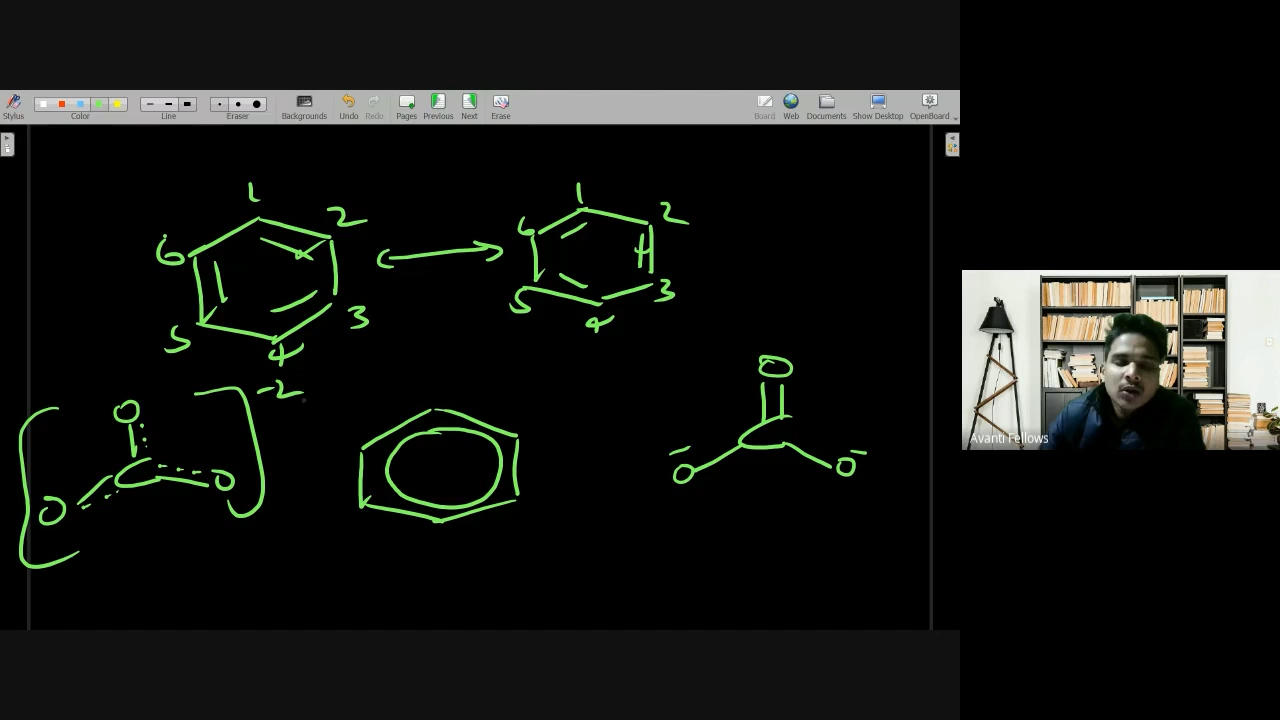 Stylus Color Line Eraser Backgrounds Undo Redo Pages Previous Next Erase Board Web Documents Show Desktop OpenBoard
1 1
6 2 6 2
5 3 5 3
4 4
-2
O O
C O C
O O⁻ O⁻
Avanti Fellows